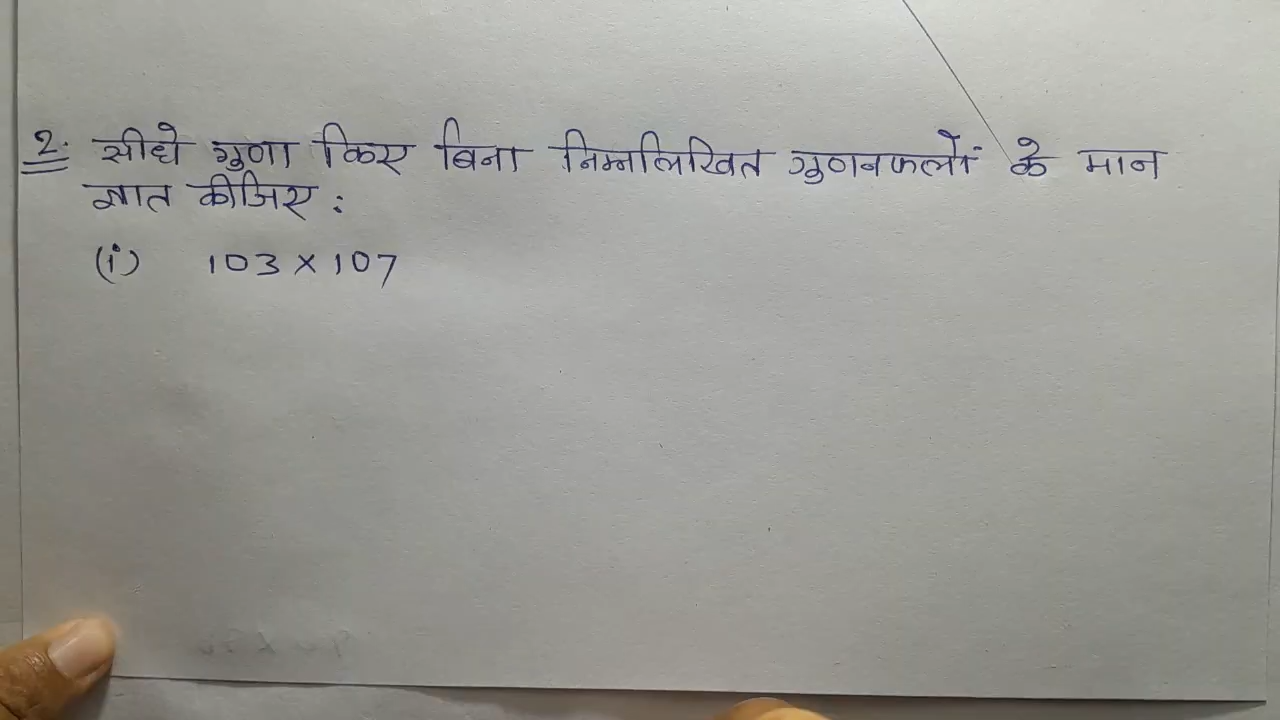 2. सीधे गुणा किए बिना निम्नलिखित गुणनफलों के मान
ज्ञात कीजिए :
(i) 103 × 107